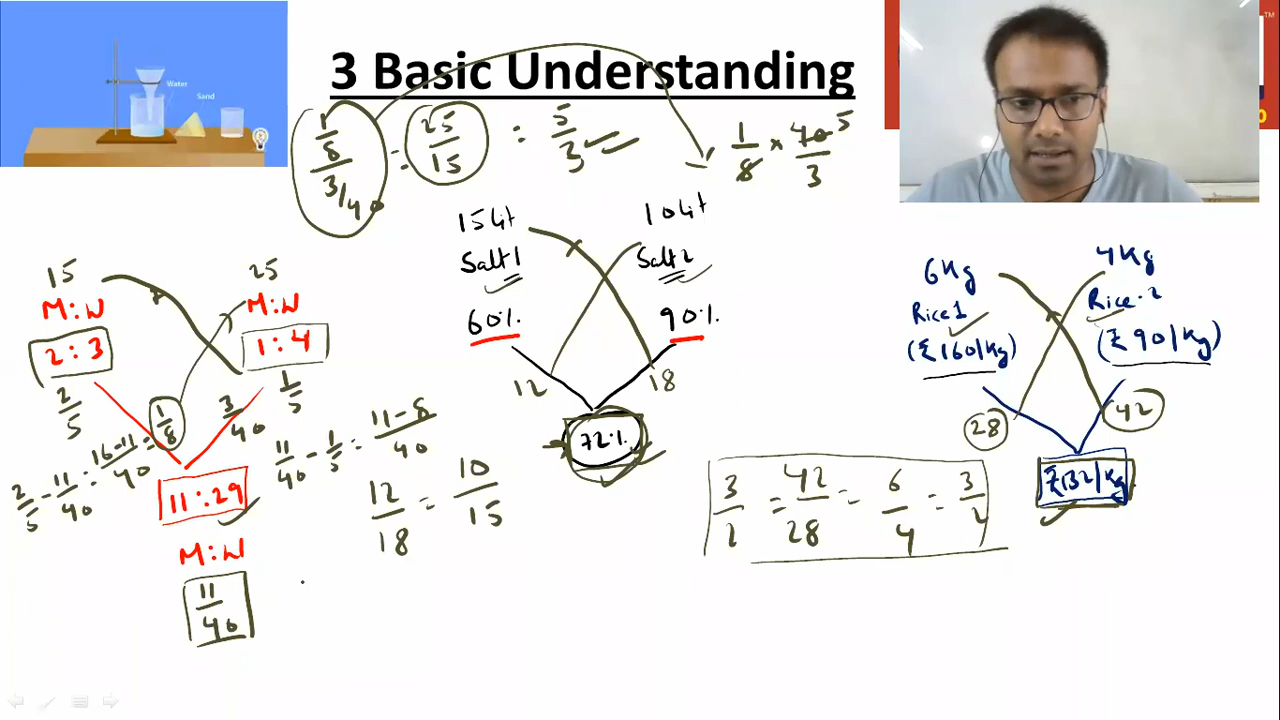 3 Basic Understanding
Water
Sand
1/8
3/40
= 25/15 = 5/3
1/8 × 40/3 5
15
M:W
2:3
2/5
25
M:W
1:4
1/5
2/5 - 11/40 = 16-11/40 = 1/8
3/40
11/40 - 1/5 = 11-8/40
11:29
M:W
11/40
15 lit
Salt 1
60%
10 lit
Salt 2
90%
12
18
72%
12/18 = 10/15
6 Kg
Rice 1
(₹160/Kg)
4 Kg
Rice-2
(₹90/Kg)
28
42
₹132/Kg
3/2 = 42/28 = 6/4 = 3/2
TM